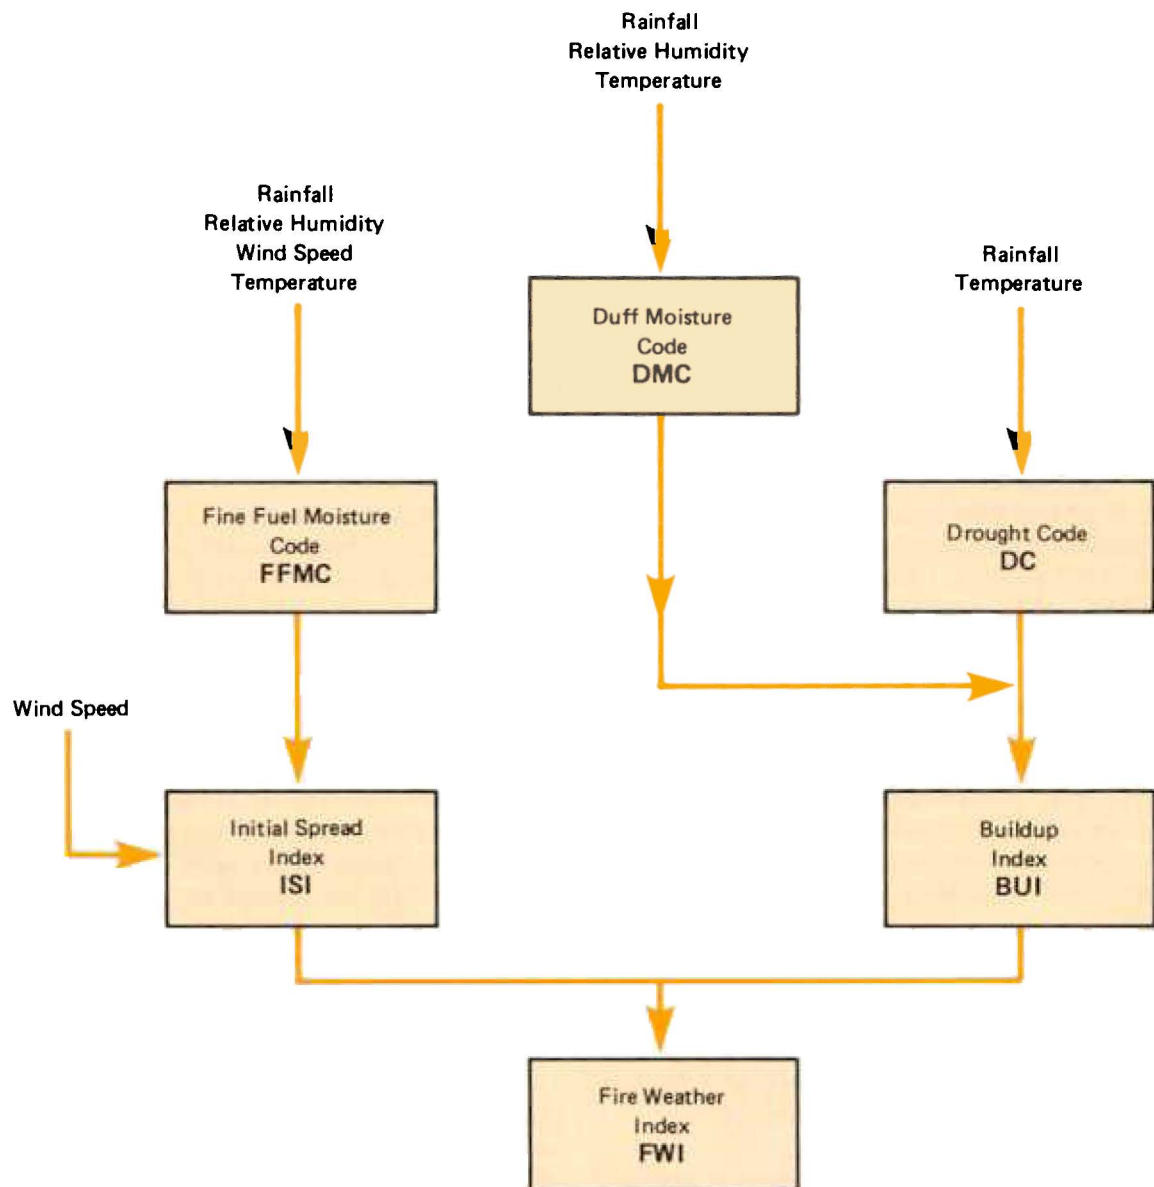 Rainfall
Relative Humidity
Temperature
Rainfall
Relative Humidity
Wind Speed
Temperature
Rainfall
Temperature
Duff Moisture
Code
DMC
Fine Fuel Moisture
Code
FFMC
Drought Code
DC
Wind Speed
Initial Spread
Index
ISI
Buildup
Index
BUI
Fire Weather
Index
FWI